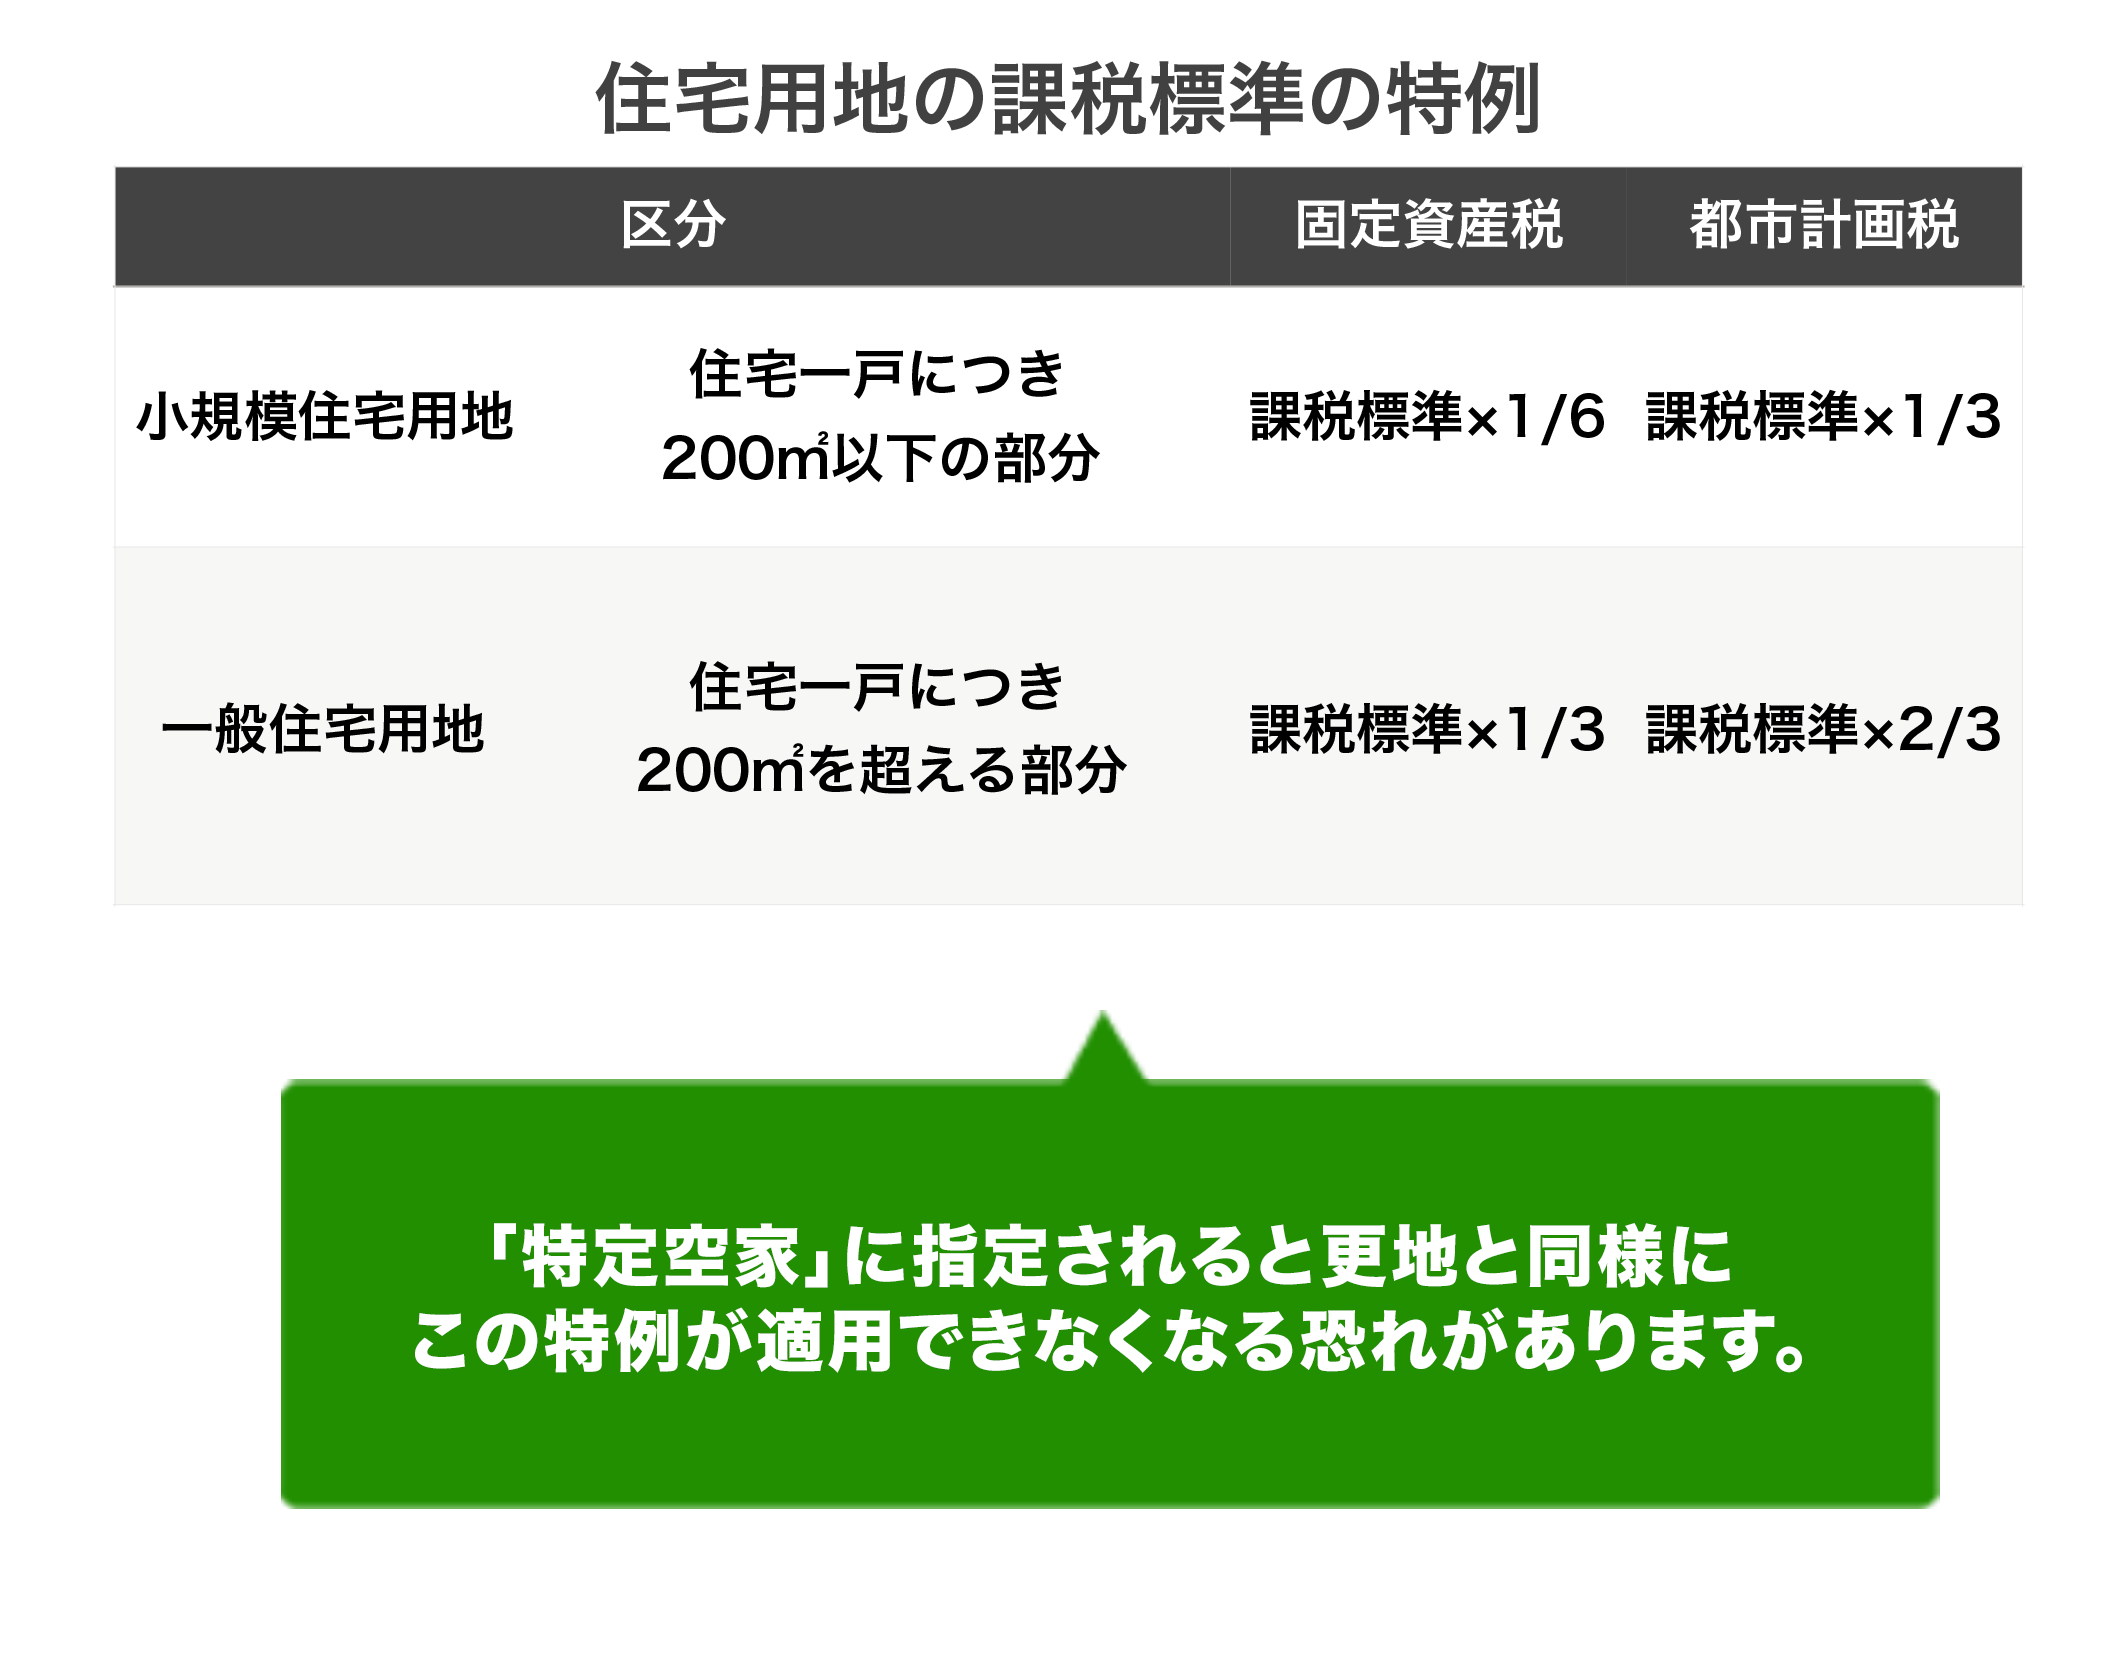 住宅用地の課税標準の特例
区分 固定資産税 都市計画税
小規模住宅用地 住宅一戸につき 200㎡以下の部分 課税標準×1/6 課税標準×1/3
一般住宅用地 住宅一戸につき 200㎡を超える部分 課税標準×1/3 課税標準×2/3
「特定空家」に指定されると更地と同様に
この特例が適用できなくなる恐れがあります。